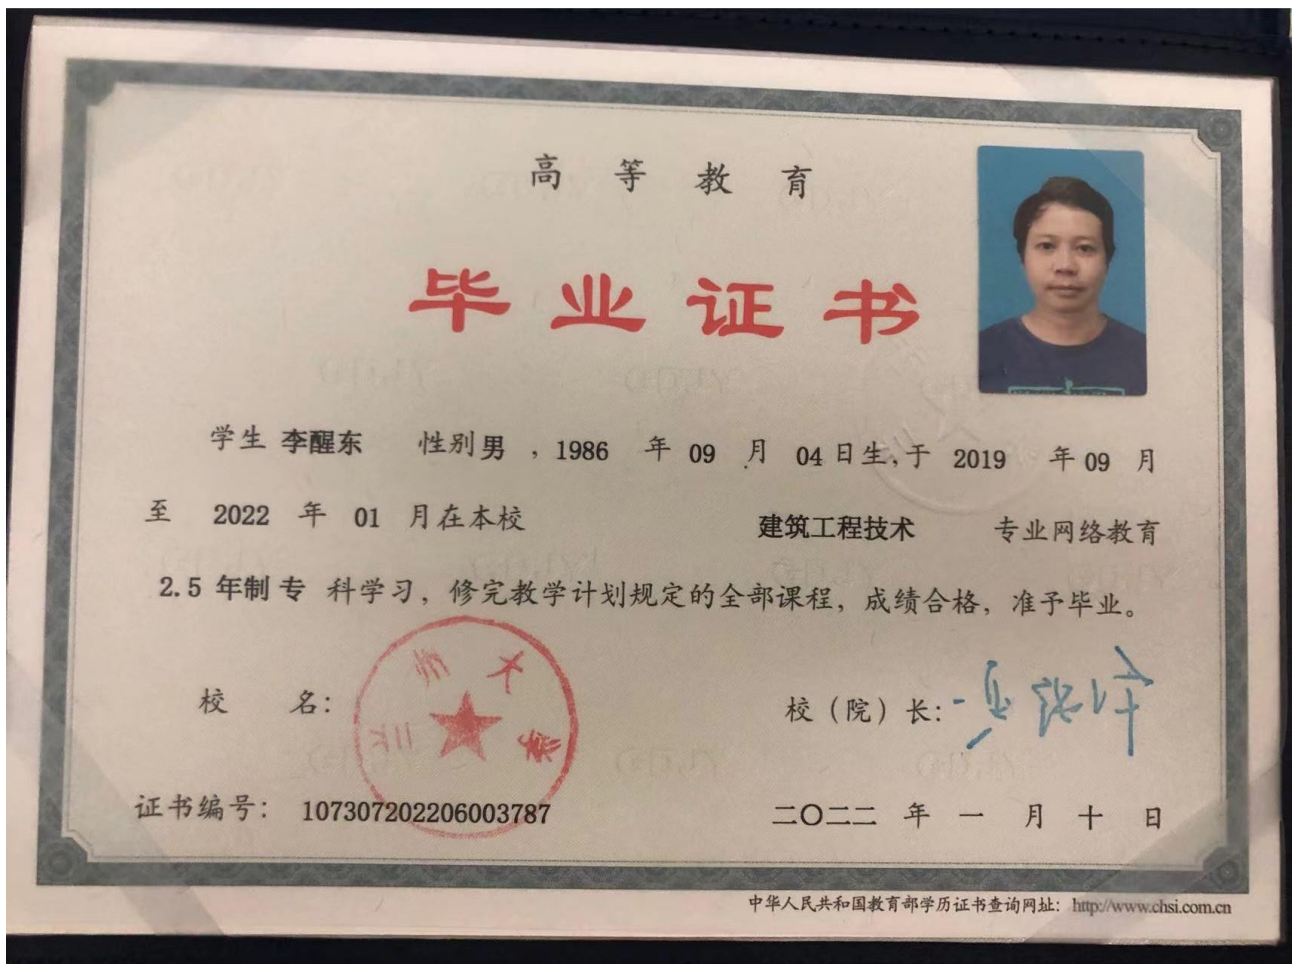 高等教育
毕业证书
学生 李醒东 性别 男 ，1986 年 09 月 04 日生，于 2019 年 09 月
至 2022 年 01 月在本校 建筑工程技术 专业网络教育
2.5 年制 专 科学习，修完教学计划规定的全部课程，成绩合格，准予毕业。
校 名： 校（院）长：
证书编号： 107307202206003787 二〇二二 年 一 月 十 日
中华人民共和国教育部学历证书查询网址： http://www.chsi.com.cn